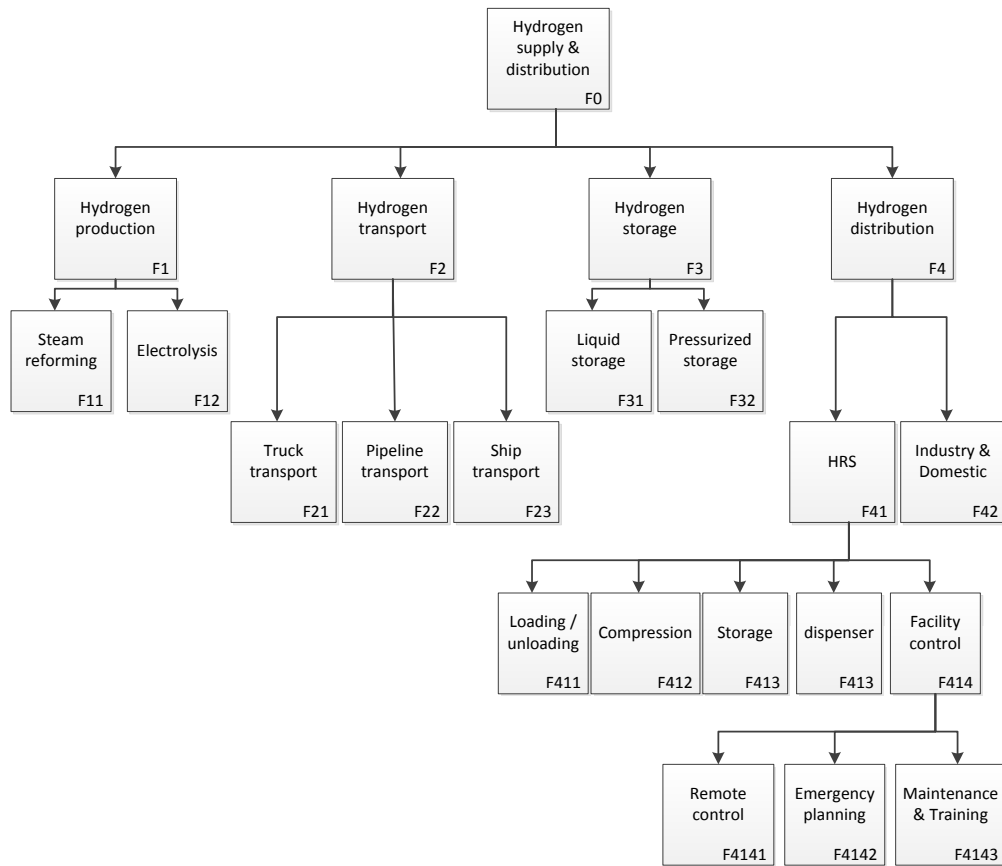 Hydrogen
supply &
distribution
F0
Hydrogen
production
F1
Hydrogen
transport
F2
Hydrogen
storage
F3
Hydrogen
distribution
F4
Steam
reforming
F11
Electrolysis
F12
Liquid
storage
F31
Pressurized
storage
F32
Truck
transport
F21
Pipeline
transport
F22
Ship
transport
F23
HRS
F41
Industry &
Domestic
F42
Loading /
unloading
F411
Compression
F412
Storage
F413
dispenser
F413
Facility
control
F414
Remote
control
F4141
Emergency
planning
F4142
Maintenance
& Training
F4143